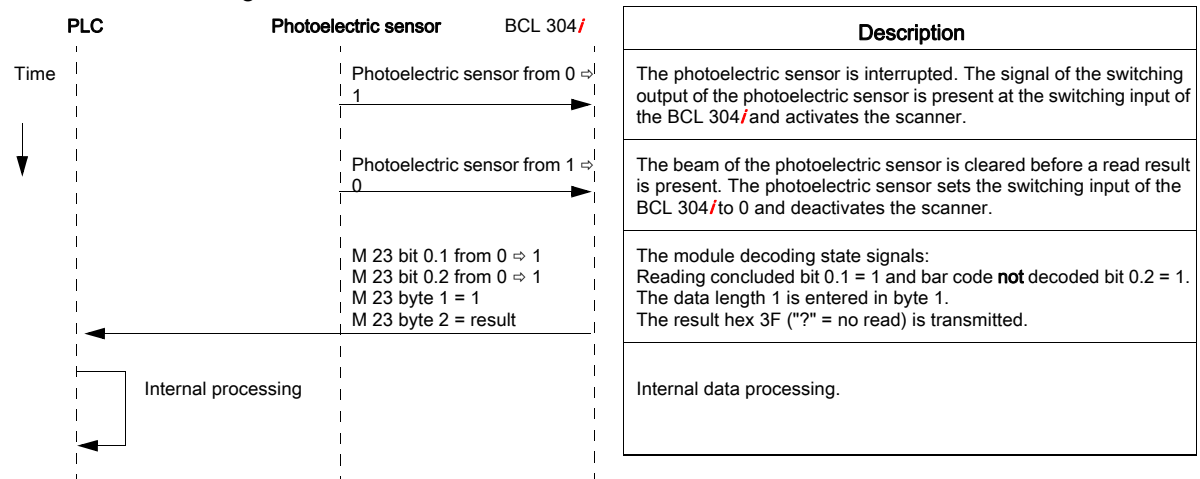 PLC
Photoelectric sensor
BCL 304i
Time
Photoelectric sensor from 0 ⇨
1
Photoelectric sensor from 1 ⇨
0
M 23 bit 0.1 from 0 ⇨ 1
M 23 bit 0.2 from 0 ⇨ 1
M 23 byte 1 = 1
M 23 byte 2 = result
Internal processing
Description
The photoelectric sensor is interrupted. The signal of the switching
output of the photoelectric sensor is present at the switching input of
the BCL 304i and activates the scanner.
The beam of the photoelectric sensor is cleared before a read result
is present. The photoelectric sensor sets the switching input of the
BCL 304i to 0 and deactivates the scanner.
The module decoding state signals:
Reading concluded bit 0.1 = 1 and bar code not decoded bit 0.2 = 1.
The data length 1 is entered in byte 1.
The result hex 3F ("?" = no read) is transmitted.
Internal data processing.